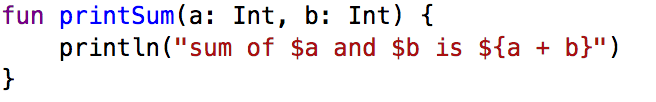 fun printSum(a: Int, b: Int) {
    println("sum of $a and $b is ${a + b}")
}